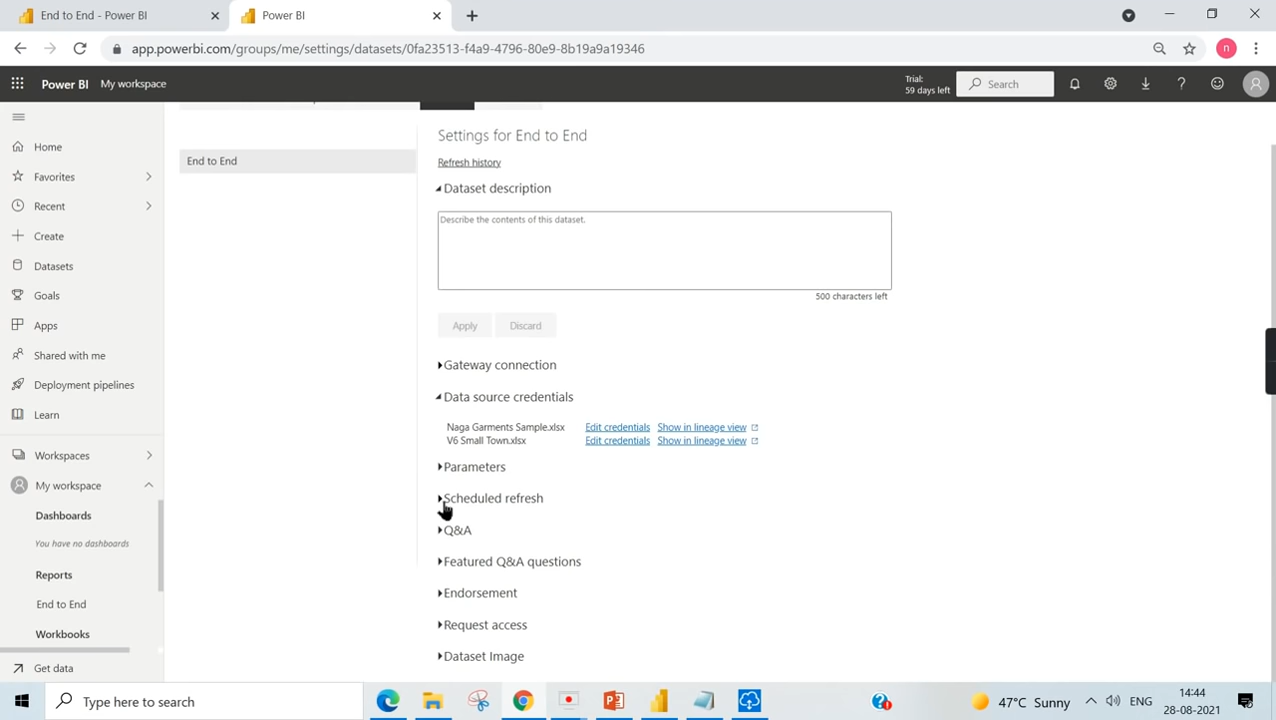 End to End - Power BI
Power BI
app.powerbi.com/groups/me/settings/datasets/0fa23513-f4a9-4796-80e9-8b19a9a19346
n
Power BI My workspace
Trial:
59 days left
Search
Home
Favorites
Recent
Create
Datasets
Goals
Apps
Shared with me
Deployment pipelines
Learn
Workspaces
My workspace
Dashboards
You have no dashboards
Reports
End to End
Workbooks
Get data
End to End
Settings for End to End
Refresh history
Dataset description
Describe the contents of this dataset.
500 characters left
Apply Discard
Gateway connection
Data source credentials
Naga Garments Sample.xlsx Edit credentials Show in lineage view
V6 Small Town.xlsx Edit credentials Show in lineage view
Parameters
Scheduled refresh
Q&A
Featured Q&A questions
Endorsement
Request access
Dataset Image
Type here to search
47°C Sunny
ENG
14:44
28-08-2021